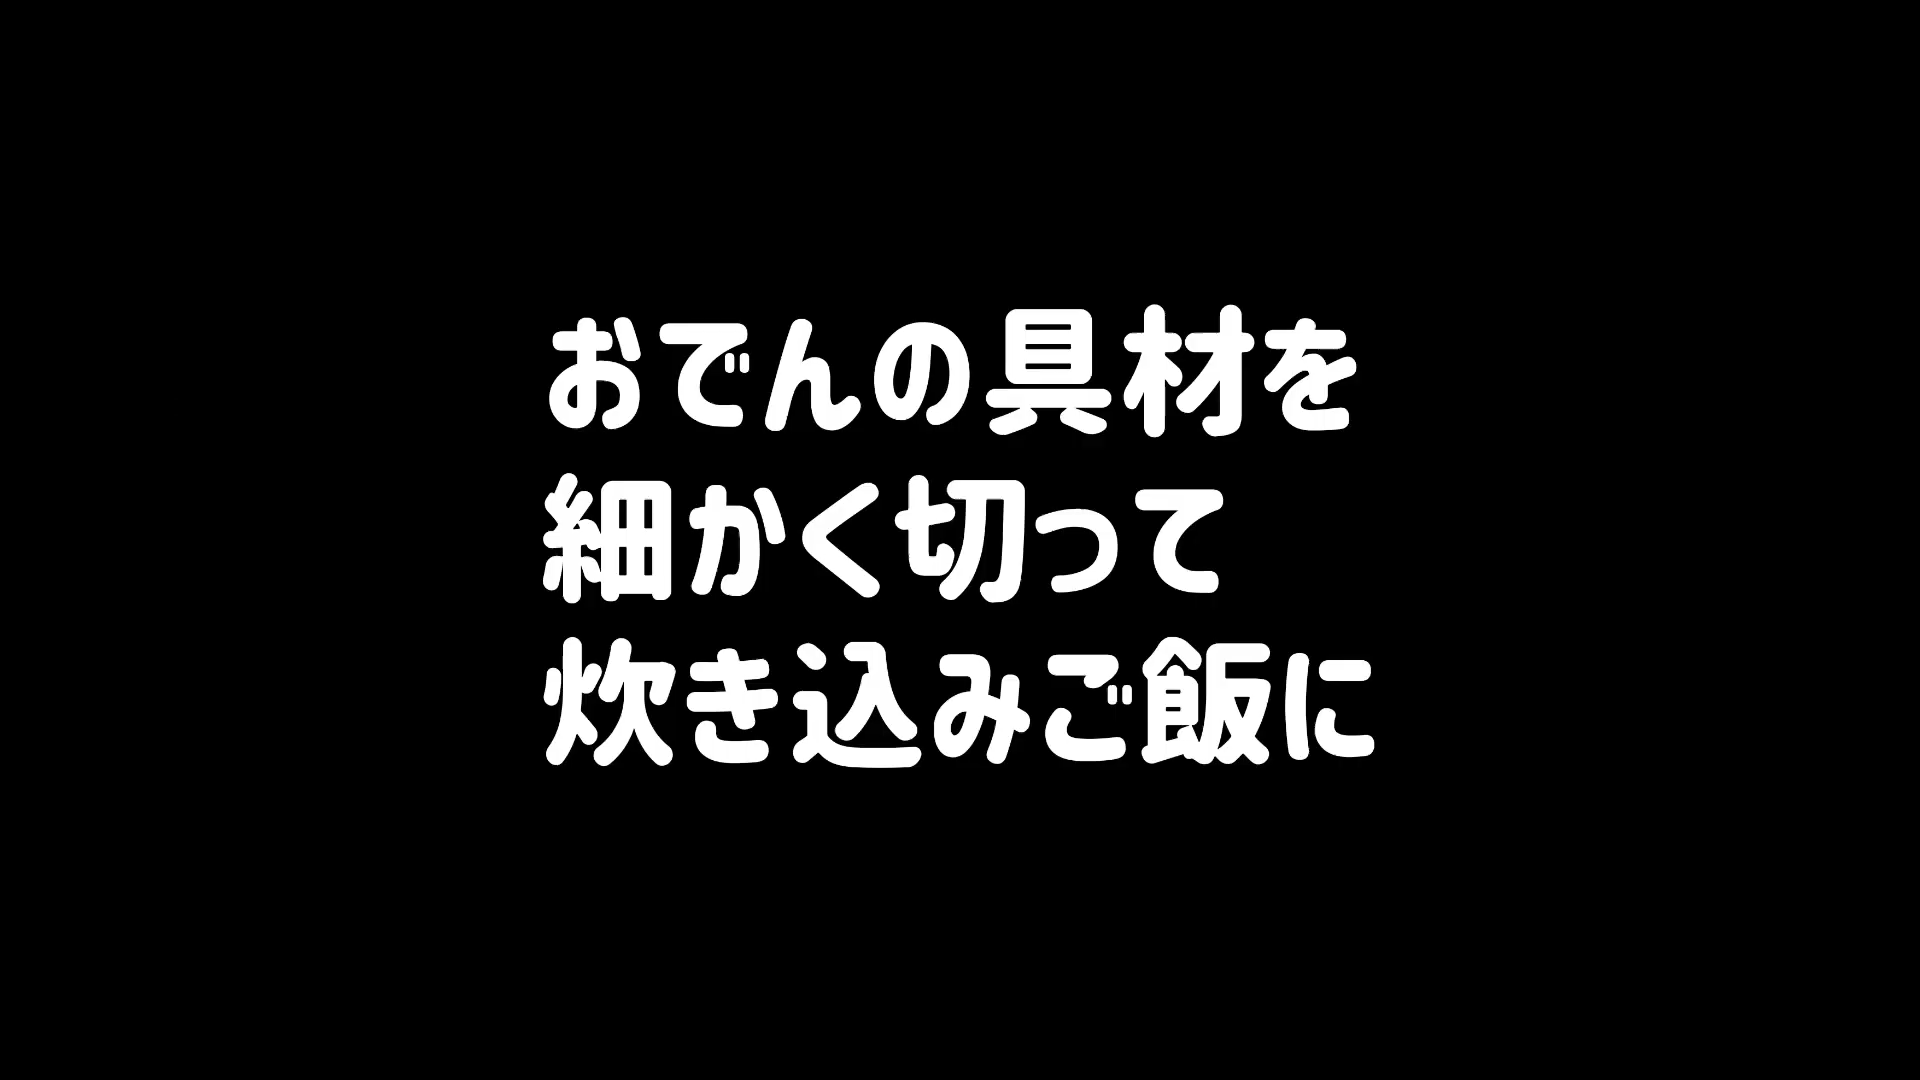 おでんの具材を
細かく切って
炊き込みご飯に